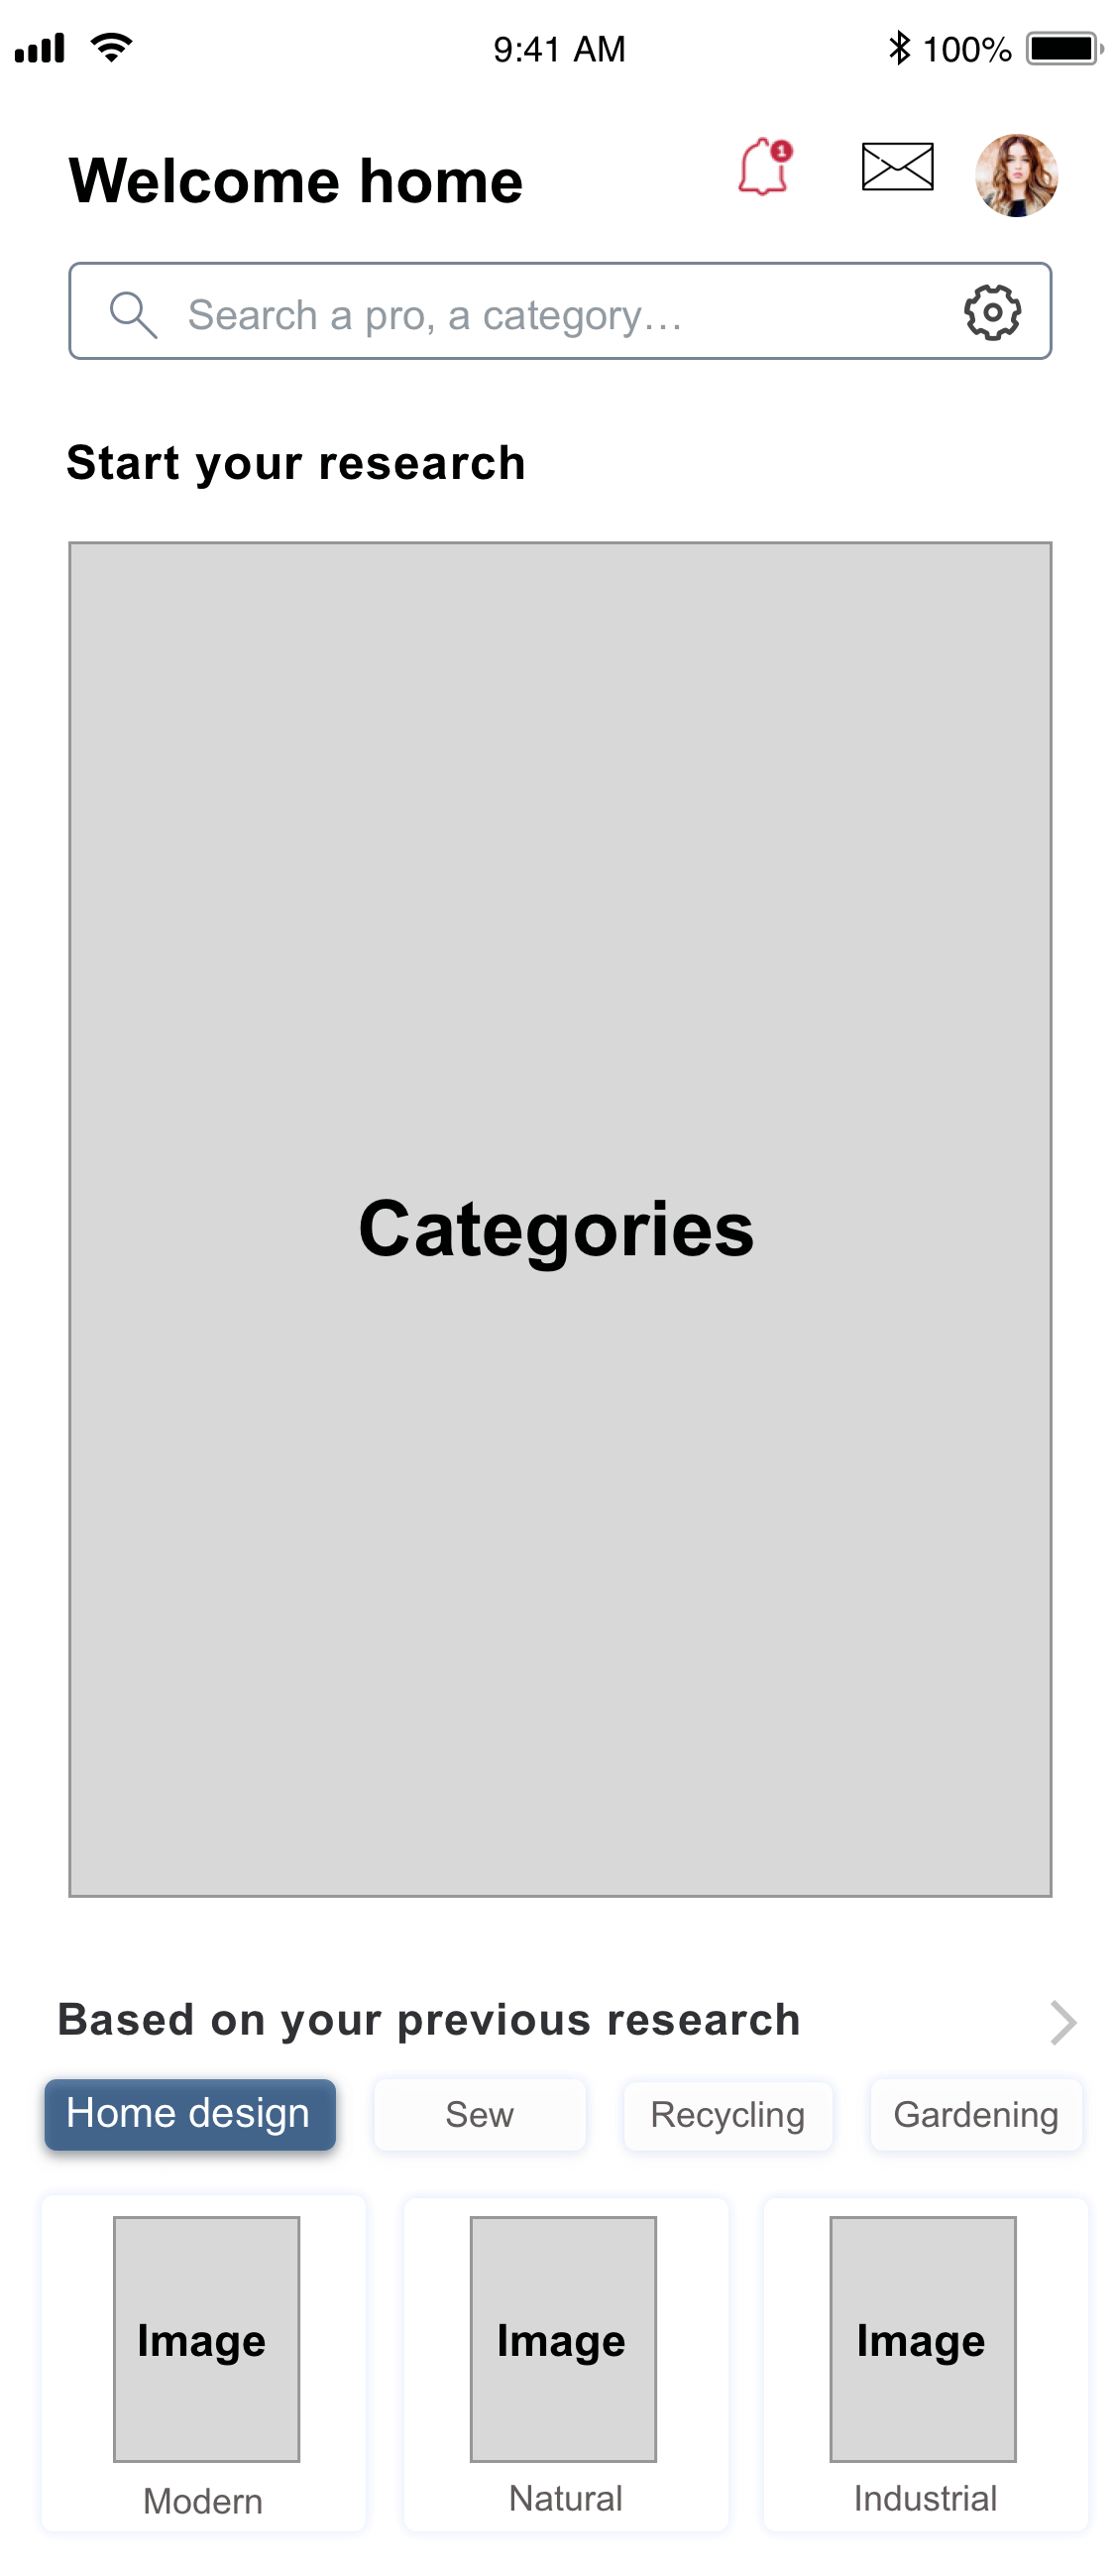 9:41 AM
100%
Welcome home
1
Search a pro, a category...
Start your research
Categories
Based on your previous research
Home design
Sew
Recycling
Gardening
Image
Image
Image
Modern
Natural
Industrial